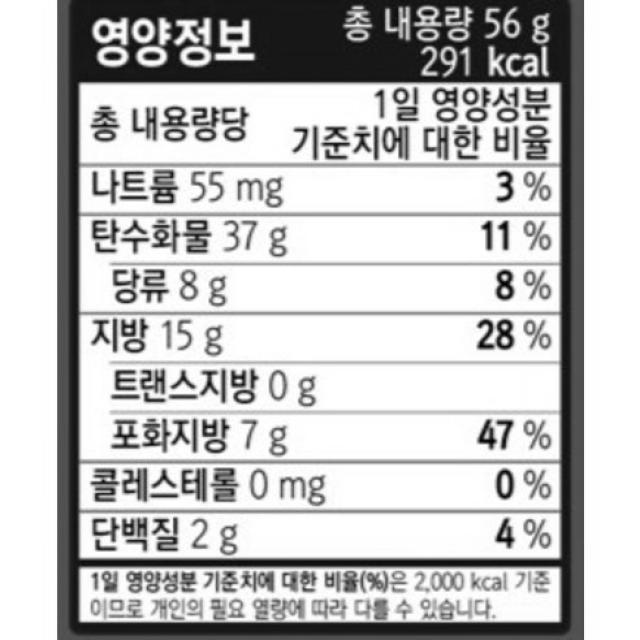 영양정보 총 내용량 56 g
291 kcal
총 내용량당 1일 영양성분
기준치에 대한 비율
나트륨 55 mg 3 %
탄수화물 37 g 11 %
당류 8 g 8 %
지방 15 g 28 %
트랜스지방 0 g
포화지방 7 g 47 %
콜레스테롤 0 mg 0 %
단백질 2 g 4 %
1일 영양성분 기준치에 대한 비율(%)은 2,000 kcal 기준
이므로 개인의 필요 열량에 따라 다를 수 있습니다.